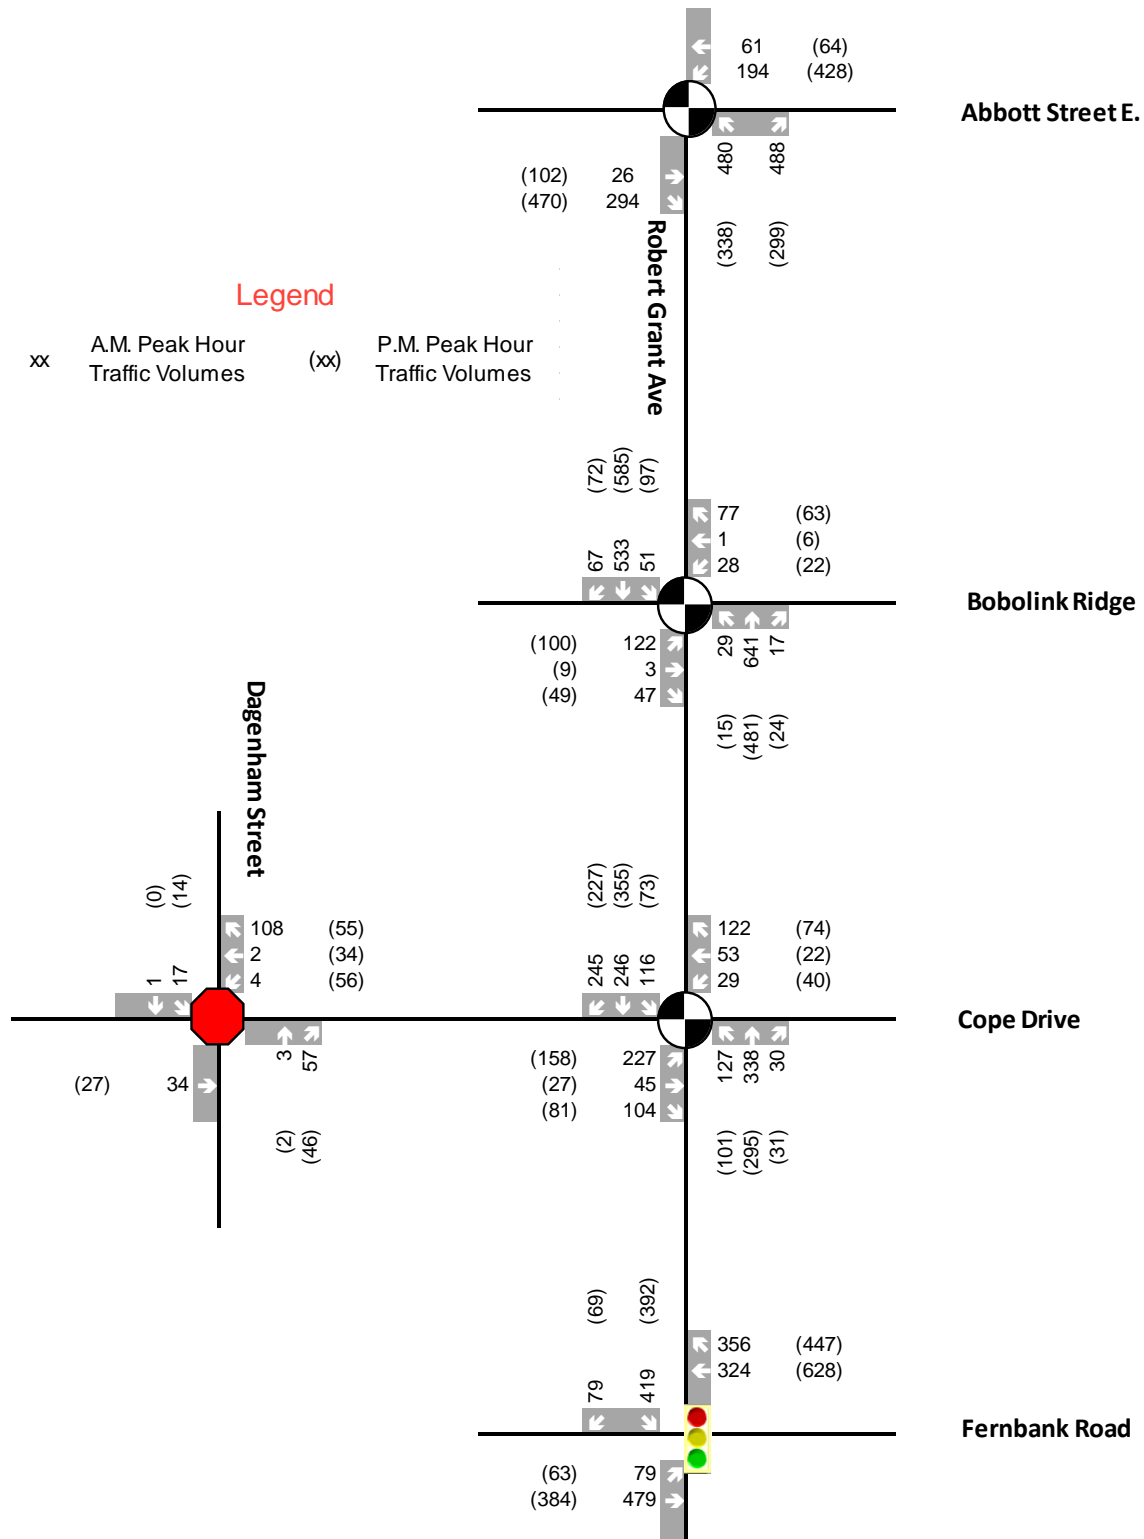 61 (64)
194 (428)
Abbott Street E.
480 488
(102) 26
(470) 294
(338) (299)
Robert Grant Ave
Legend
xx A.M. Peak Hour Traffic Volumes (xx) P.M. Peak Hour Traffic Volumes
(72) (585) (97)
67 533 51
77 (63)
1 (6)
28 (22)
Bobolink Ridge
(100) 122
(9) 3
(49) 47
29 641 17
(15) (481) (24)
Dagenham Street
(0) (14)
1 17
108 (55)
2 (34)
4 (56)
(227) (355) (73)
245 246 116
122 (74)
53 (22)
29 (40)
Cope Drive
(27) 34
3 57
(2) (46)
(158) 227
(27) 45
(81) 104
127 338 30
(101) (295) (31)
(69) (392)
79 419
356 (447)
324 (628)
Fernbank Road
(63) 79
(384) 479